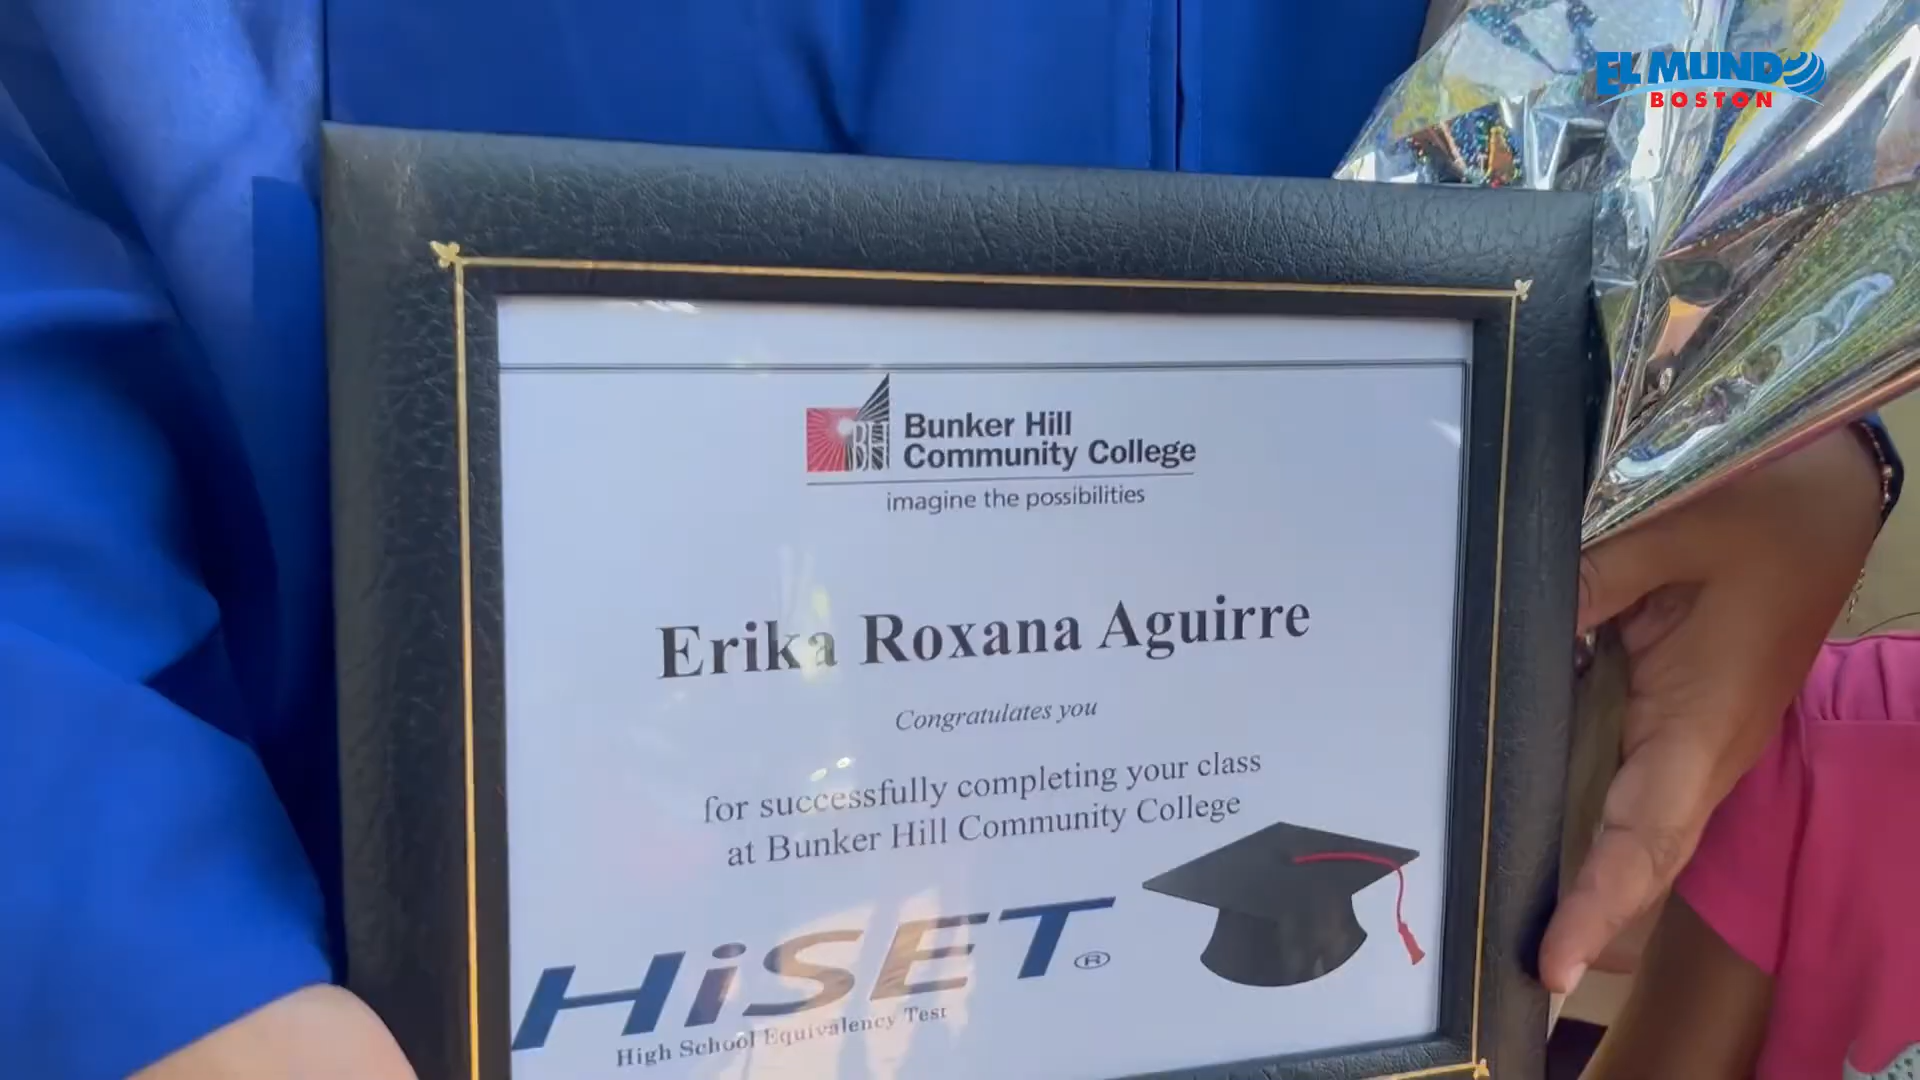 EL MUNDO
BOSTON
Bunker Hill
Community College
imagine the possibilities
Erika Roxana Aguirre
Congratulates you
for successfully completing your class
at Bunker Hill Community College
HiSET®
High School Equivalency Test